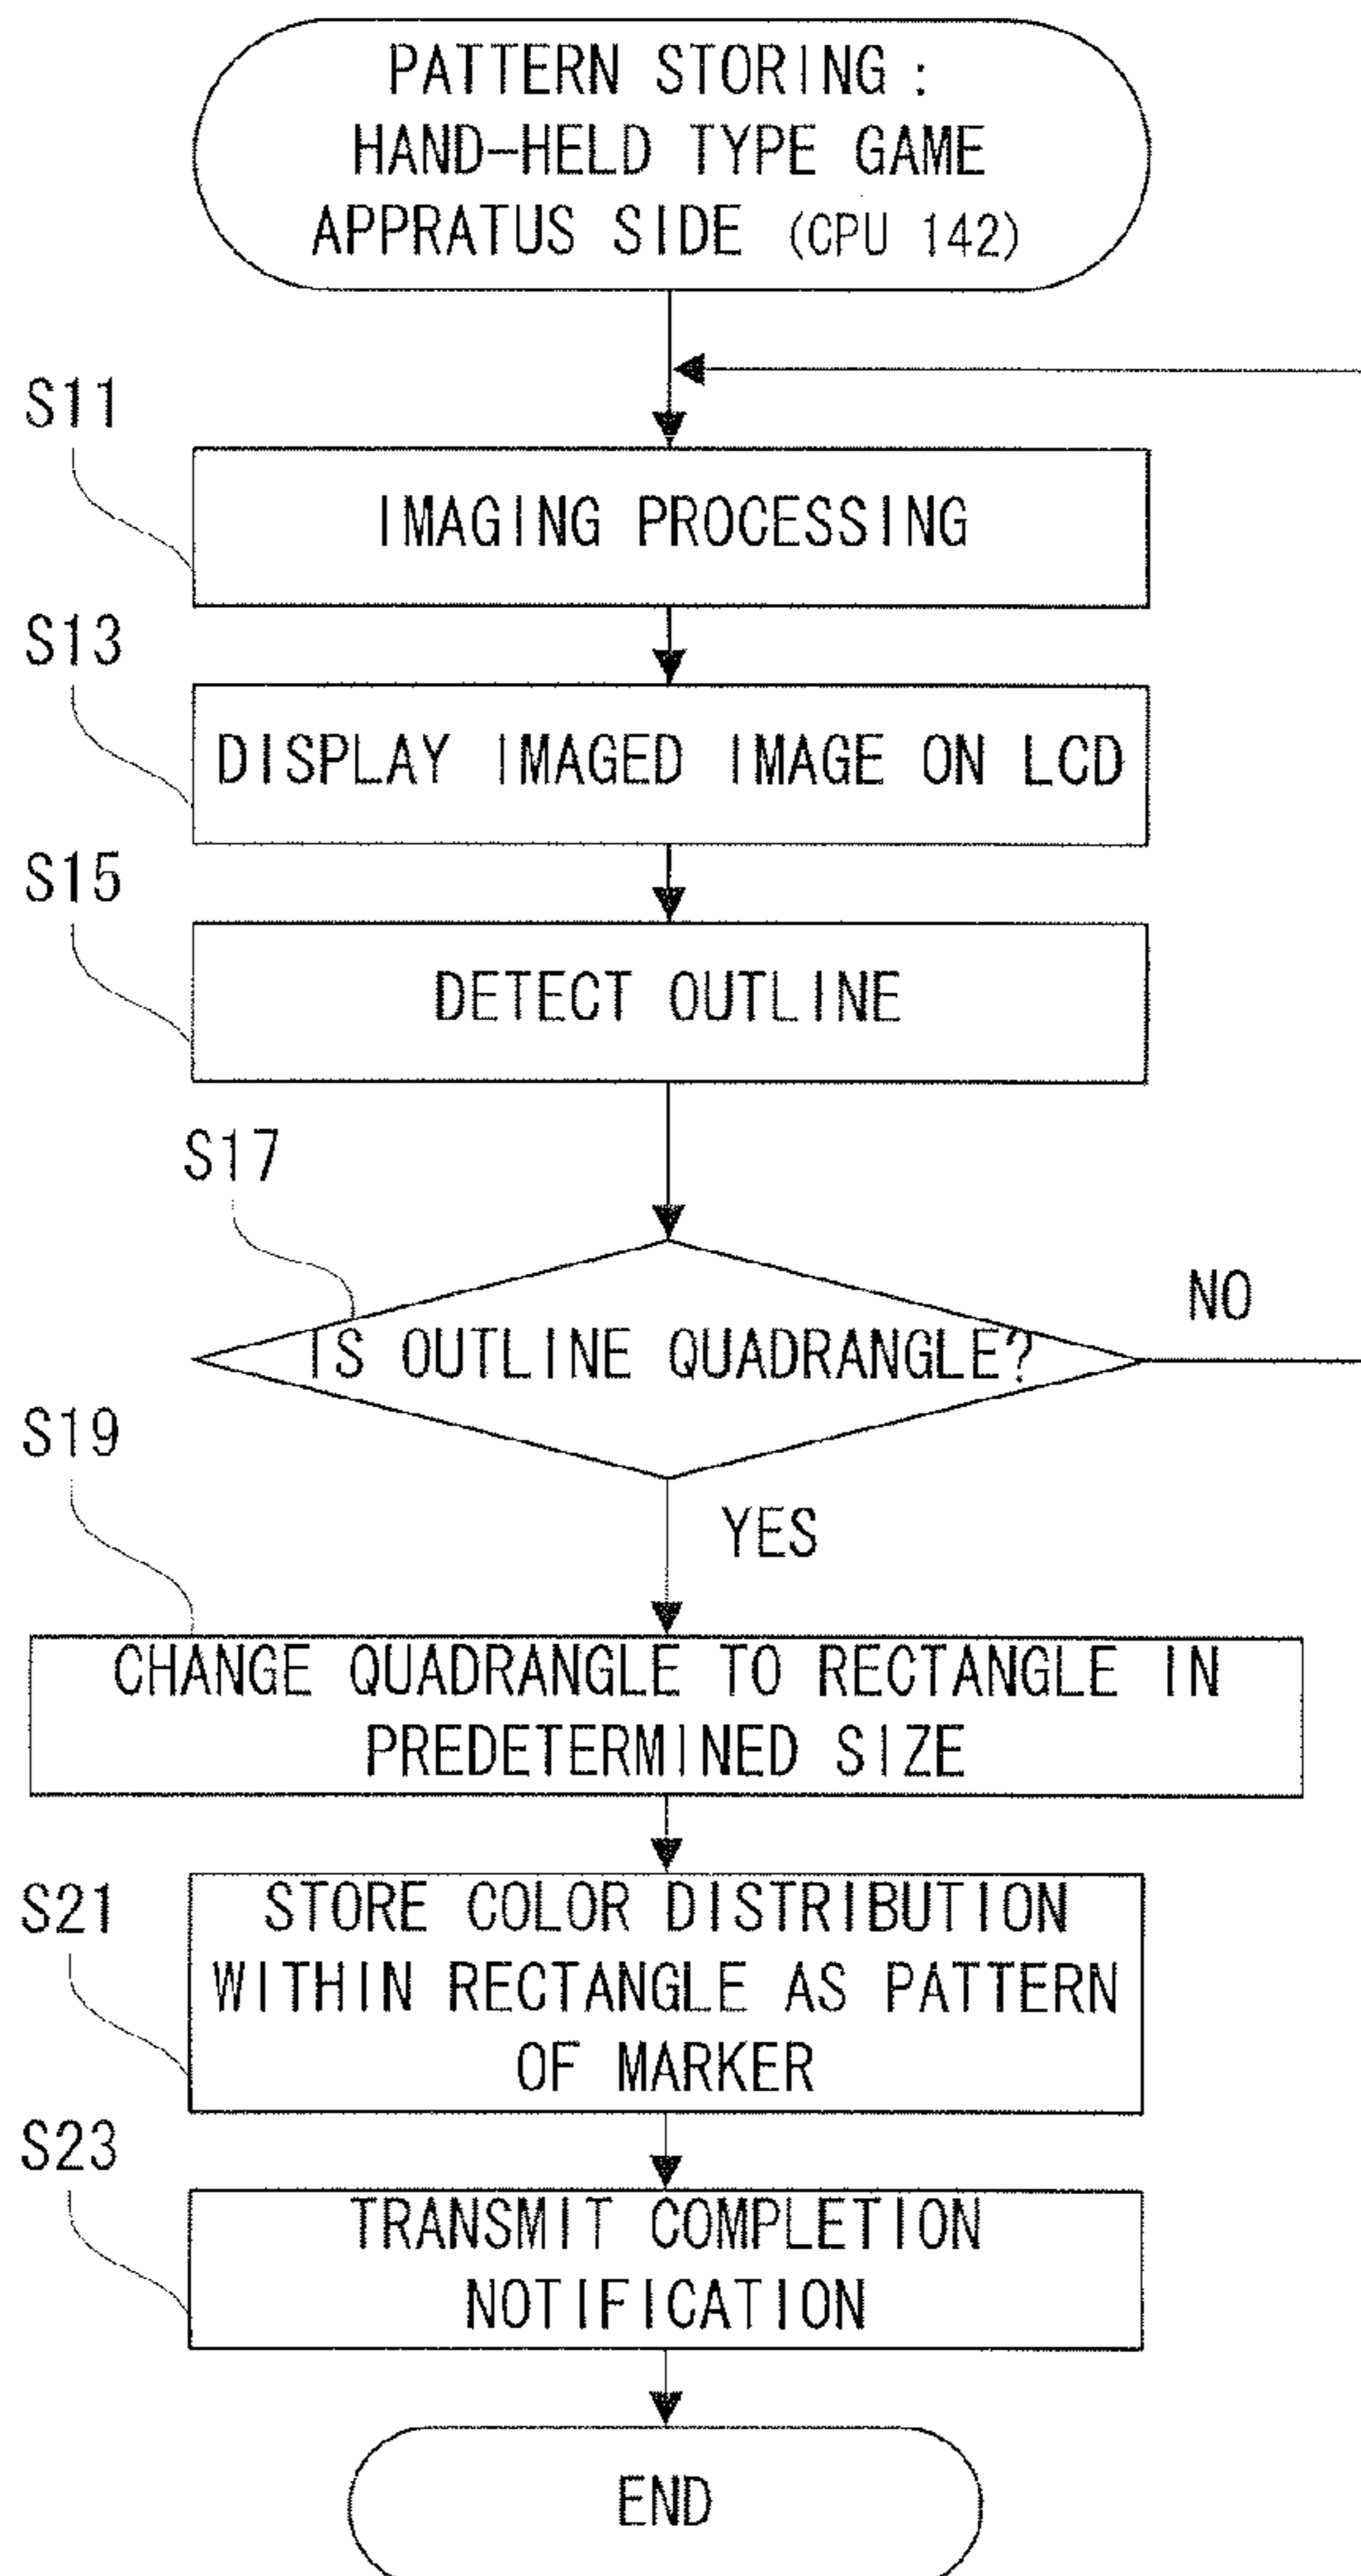 PATTERN STORING :
HAND-HELD TYPE GAME
APPRATUS SIDE (CPU 142)
S11
IMAGING PROCESSING
S13
DISPLAY IMAGED IMAGE ON LCD
S15
DETECT OUTLINE
S17
IS OUTLINE QUADRANGLE?
NO
YES
S19
CHANGE QUADRANGLE TO RECTANGLE IN
PREDETERMINED SIZE
S21
STORE COLOR DISTRIBUTION
WITHIN RECTANGLE AS PATTERN
OF MARKER
S23
TRANSMIT COMPLETION
NOTIFICATION
END